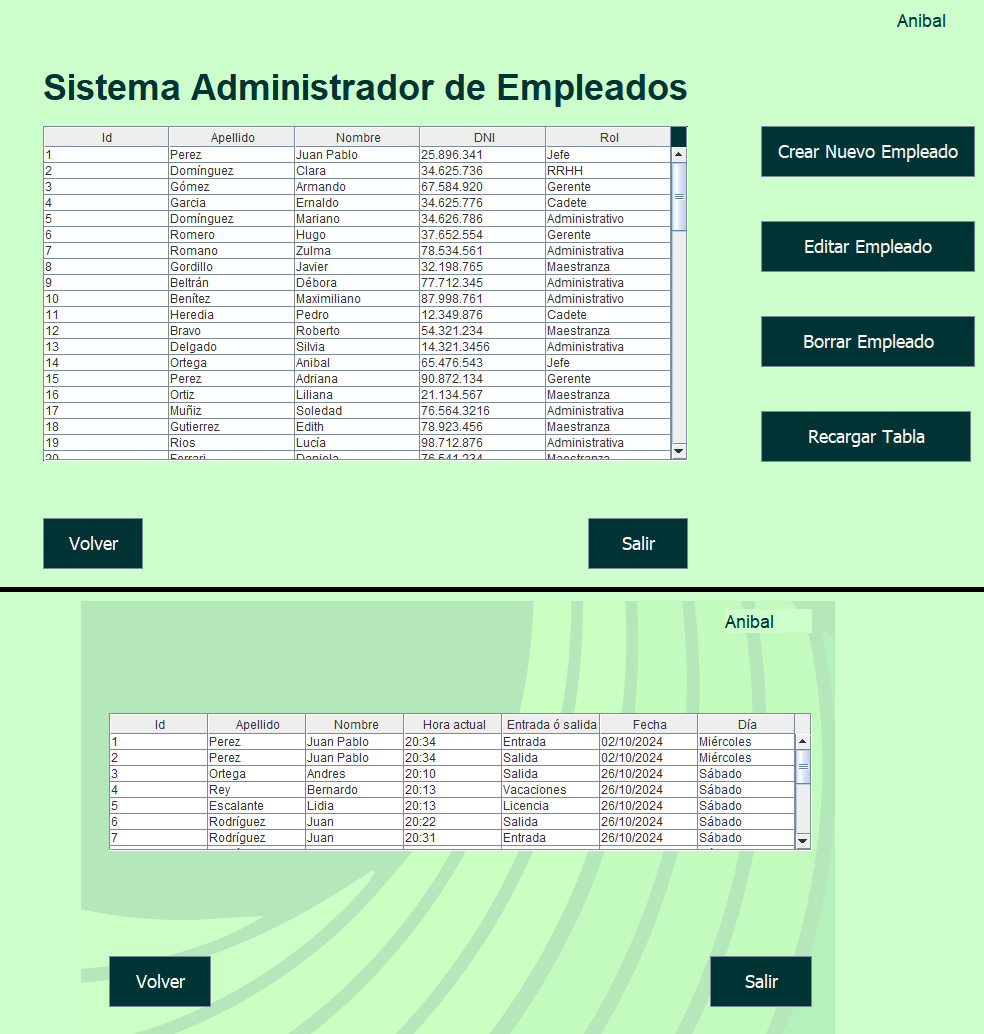 Anibal
Sistema Administrador de Empleados
Id Apellido Nombre DNI Rol
1 Perez Juan Pablo 25.896.341 Jefe
2 Domínguez Clara 34.625.736 RRHH
3 Gómez Armando 67.584.920 Gerente
4 Garcia Ernaldo 34.625.776 Cadete
5 Domínguez Mariano 34.626.786 Administrativo
6 Romero Hugo 37.652.554 Gerente
7 Romano Zulma 78.534.561 Administrativa
8 Gordillo Javier 32.198.765 Maestranza
9 Beltrán Débora 77.712.345 Administrativa
10 Benítez Maximiliano 87.998.761 Administrativo
11 Heredia Pedro 12.349.876 Cadete
12 Bravo Roberto 54.321.234 Maestranza
13 Delgado Silvia 14.321.3456 Administrativa
14 Ortega Anibal 65.476.543 Jefe
15 Perez Adriana 90.872.134 Gerente
16 Ortiz Liliana 21.134.567 Maestranza
17 Muñiz Soledad 76.564.3216 Administrativa
18 Gutierrez Edith 78.923.456 Maestranza
19 Rios Lucía 98.712.876 Administrativa
20 Ferrari Daniela 76.541.234 Maestranza
Crear Nuevo Empleado
Editar Empleado
Borrar Empleado
Recargar Tabla
Volver Salir
Anibal
Id Apellido Nombre Hora actual Entrada ó salida Fecha Día
1 Perez Juan Pablo 20:34 Entrada 02/10/2024 Miércoles
2 Perez Juan Pablo 20:34 Salida 02/10/2024 Miércoles
3 Ortega Andres 20:10 Salida 26/10/2024 Sábado
4 Rey Bernardo 20:13 Vacaciones 26/10/2024 Sábado
5 Escalante Lidia 20:13 Licencia 26/10/2024 Sábado
6 Rodríguez Juan 20:22 Salida 26/10/2024 Sábado
7 Rodríguez Juan 20:31 Entrada 26/10/2024 Sábado
Volver Salir